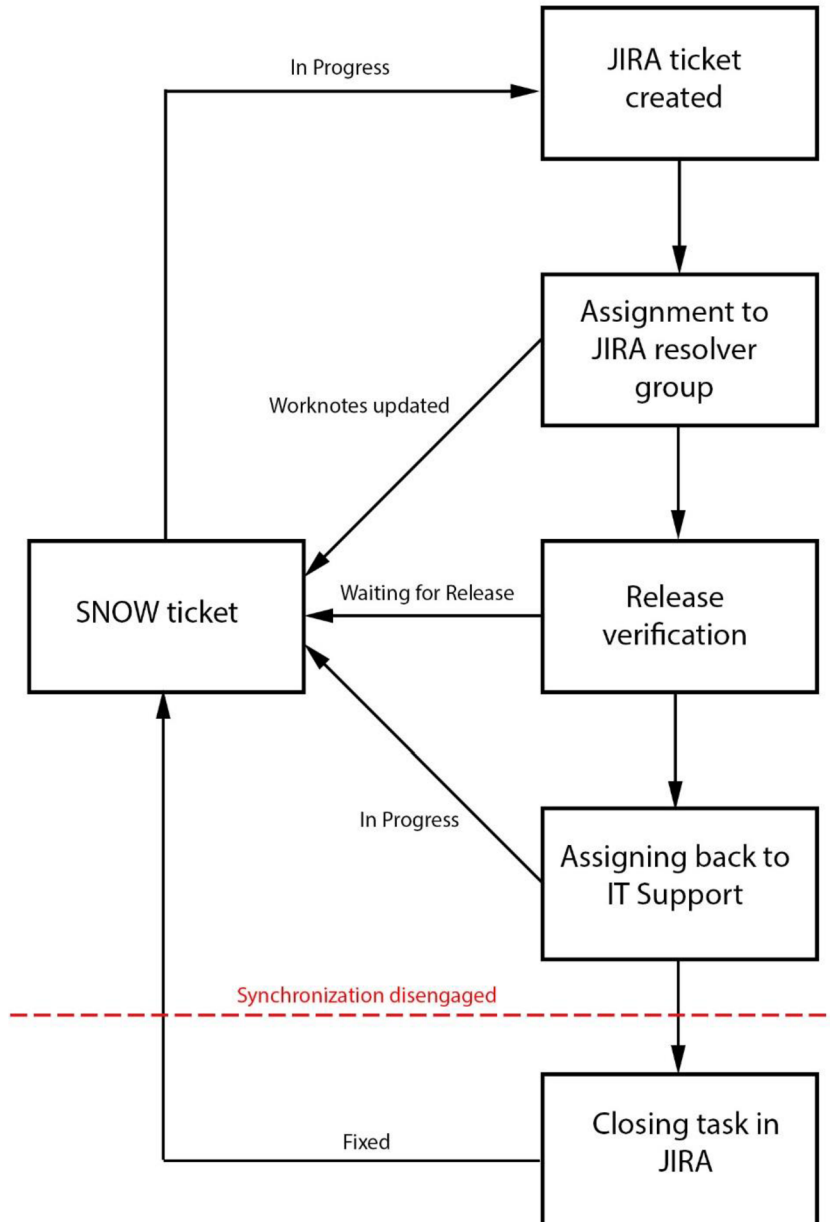 In Progress
JIRA ticket
created
Assignment to
JIRA resolver
group
Worknotes updated
SNOW ticket
Waiting for Release
Release
verification
In Progress
Assigning back to
IT Support
Synchronization disengaged
Closing task in
JIRA
Fixed